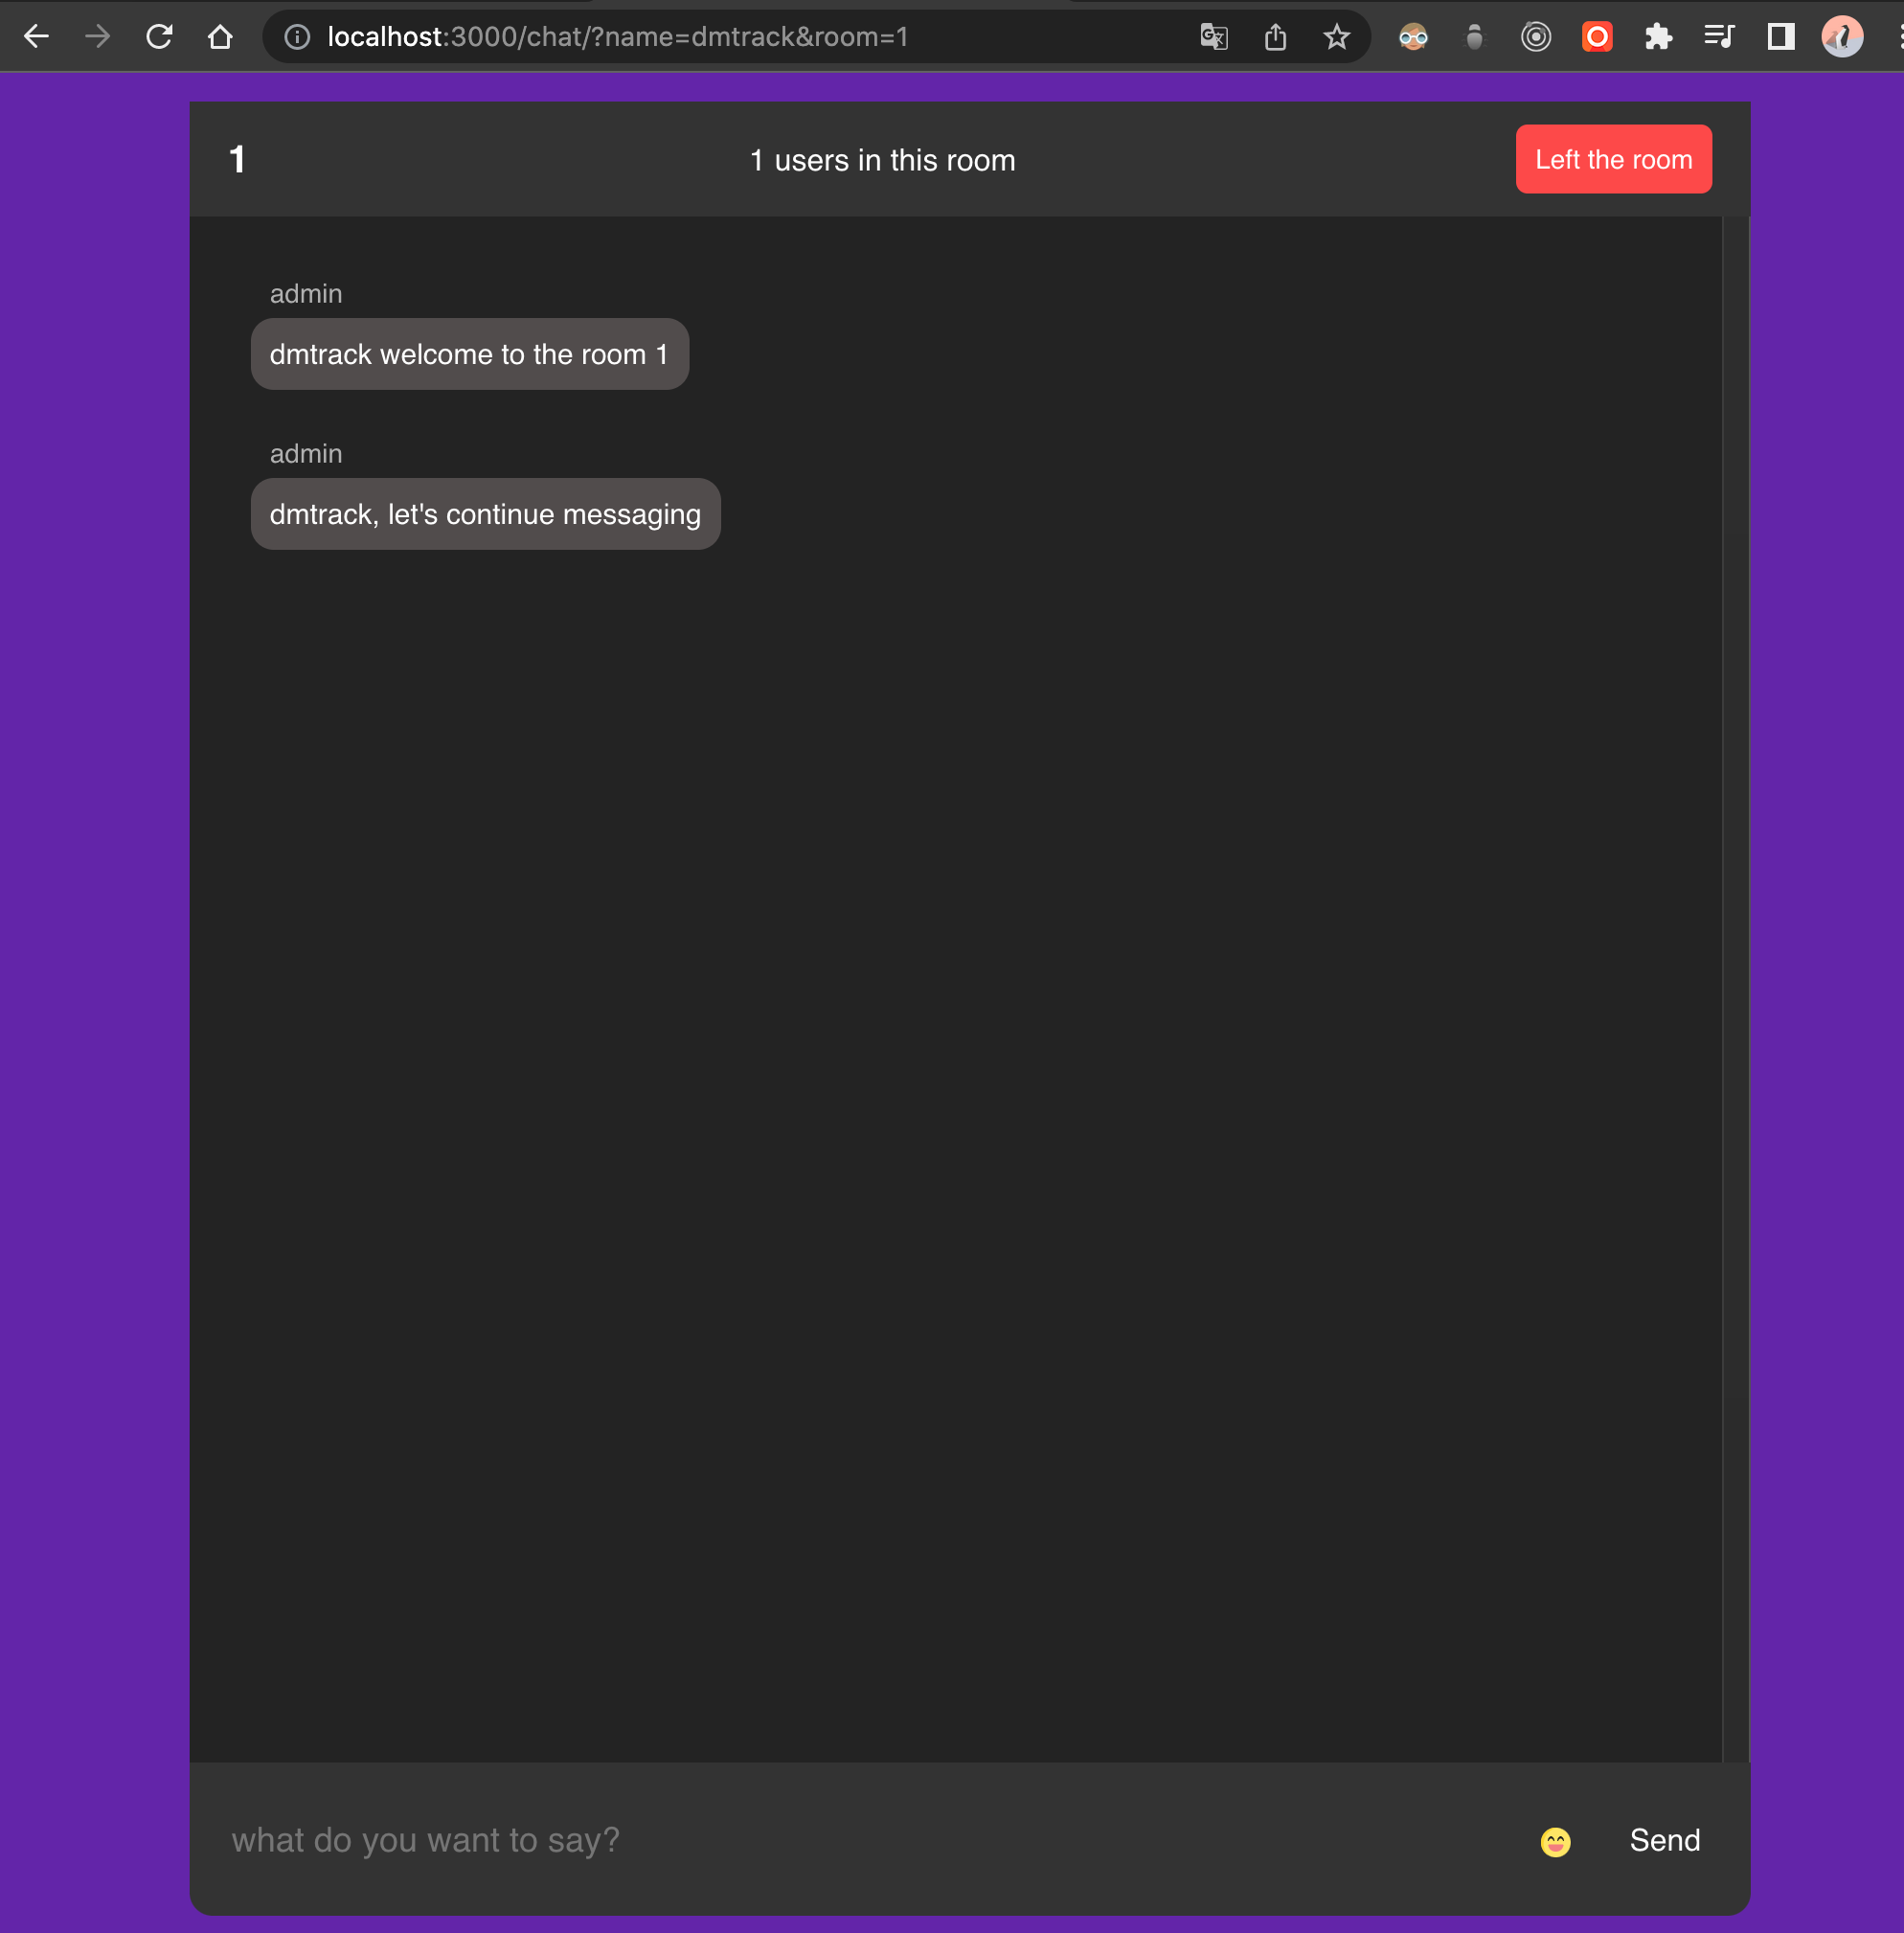 localhost:3000/chat/?name=dmtrack&room=1
1
1 users in this room
Left the room
admin
dmtrack welcome to the room 1
admin
dmtrack, let's continue messaging
what do you want to say?
Send